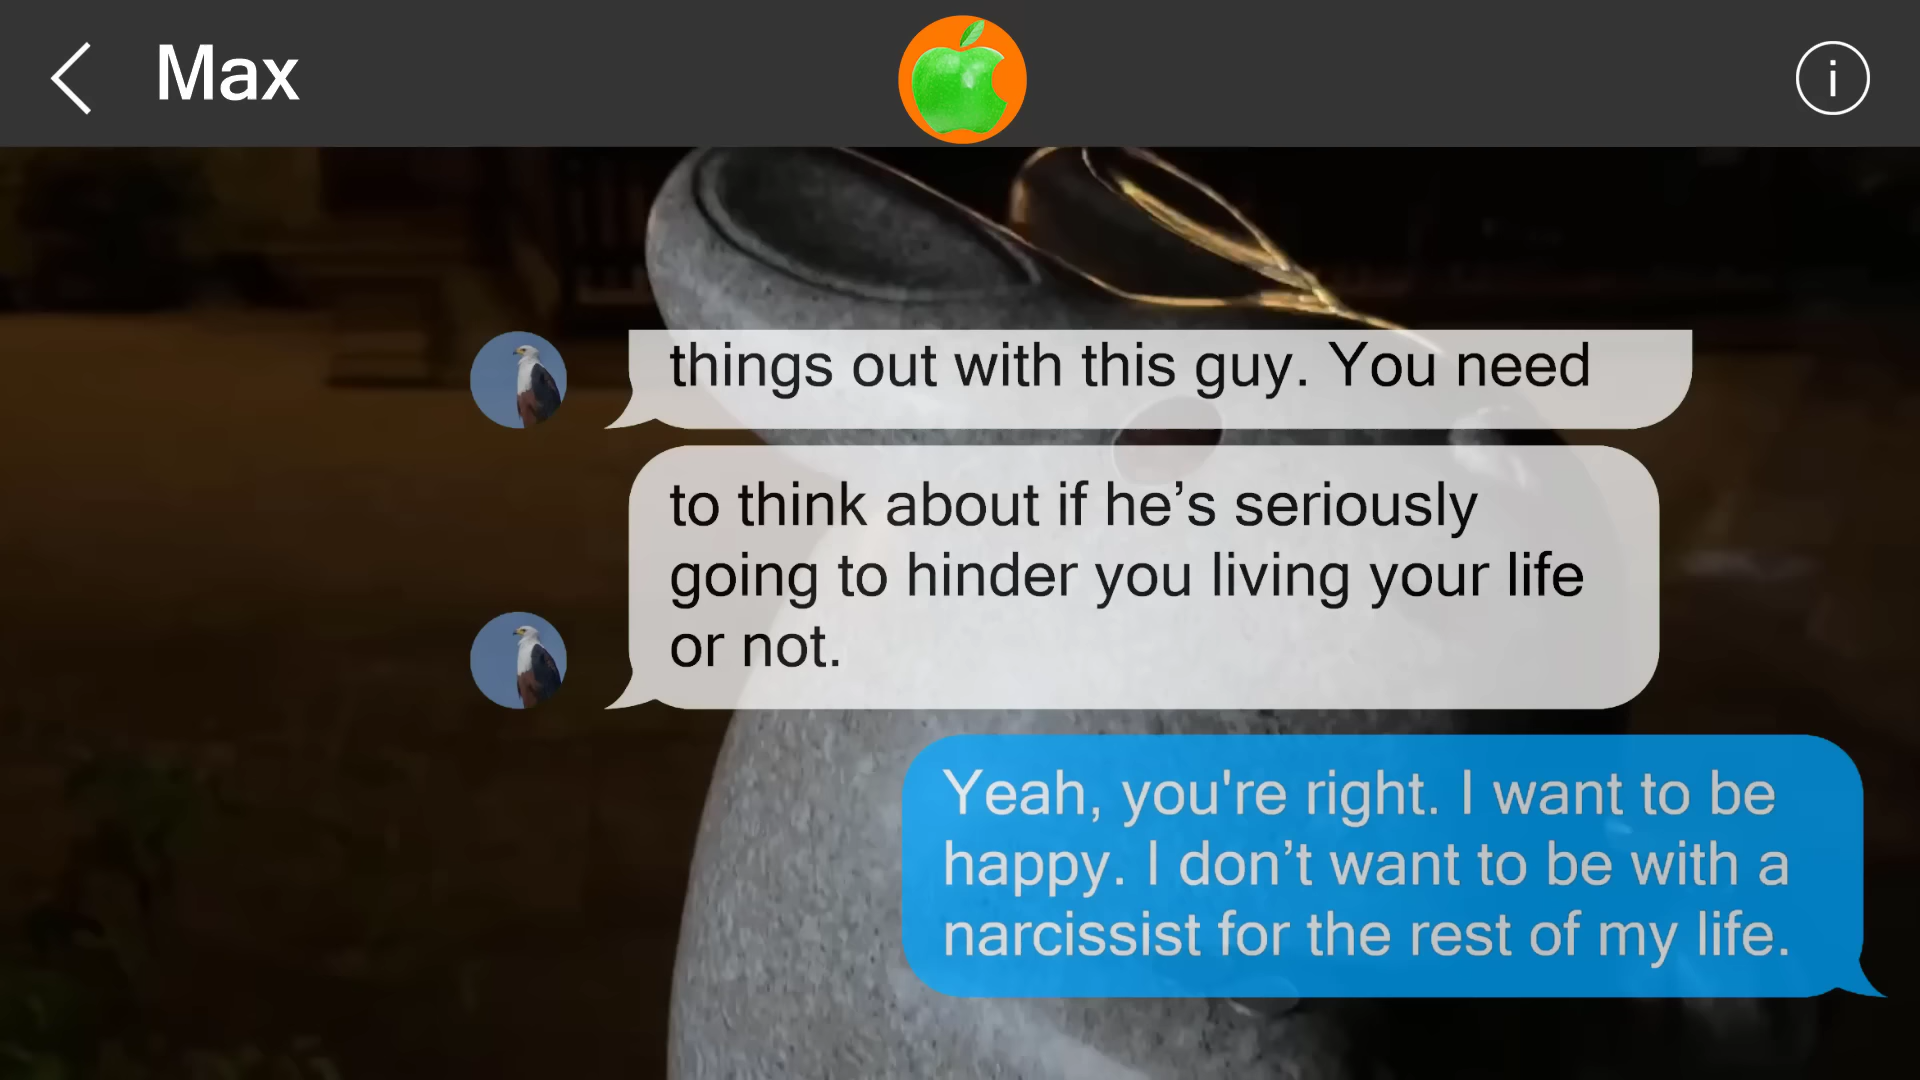 Max
i
things out with this guy. You need
to think about if he’s seriously
going to hinder you living your life
or not.
Yeah, you're right. I want to be
happy. I don’t want to be with a
narcissist for the rest of my life.